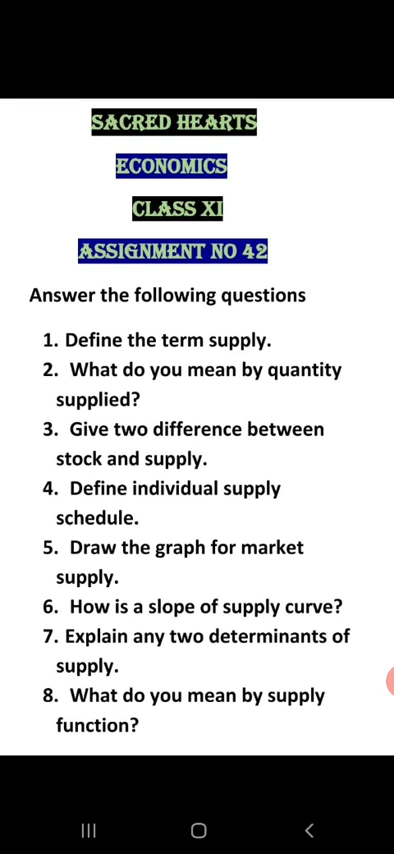 SACRED HEARTS
ECONOMICS
CLASS XI
ASSIGNMENT NO 42
Answer the following questions
1. Define the term supply.
2. What do you mean by quantity
supplied?
3. Give two difference between
stock and supply.
4. Define individual supply
schedule.
5. Draw the graph for market
supply.
6. How is a slope of supply curve?
7. Explain any two determinants of
supply.
8. What do you mean by supply
function?